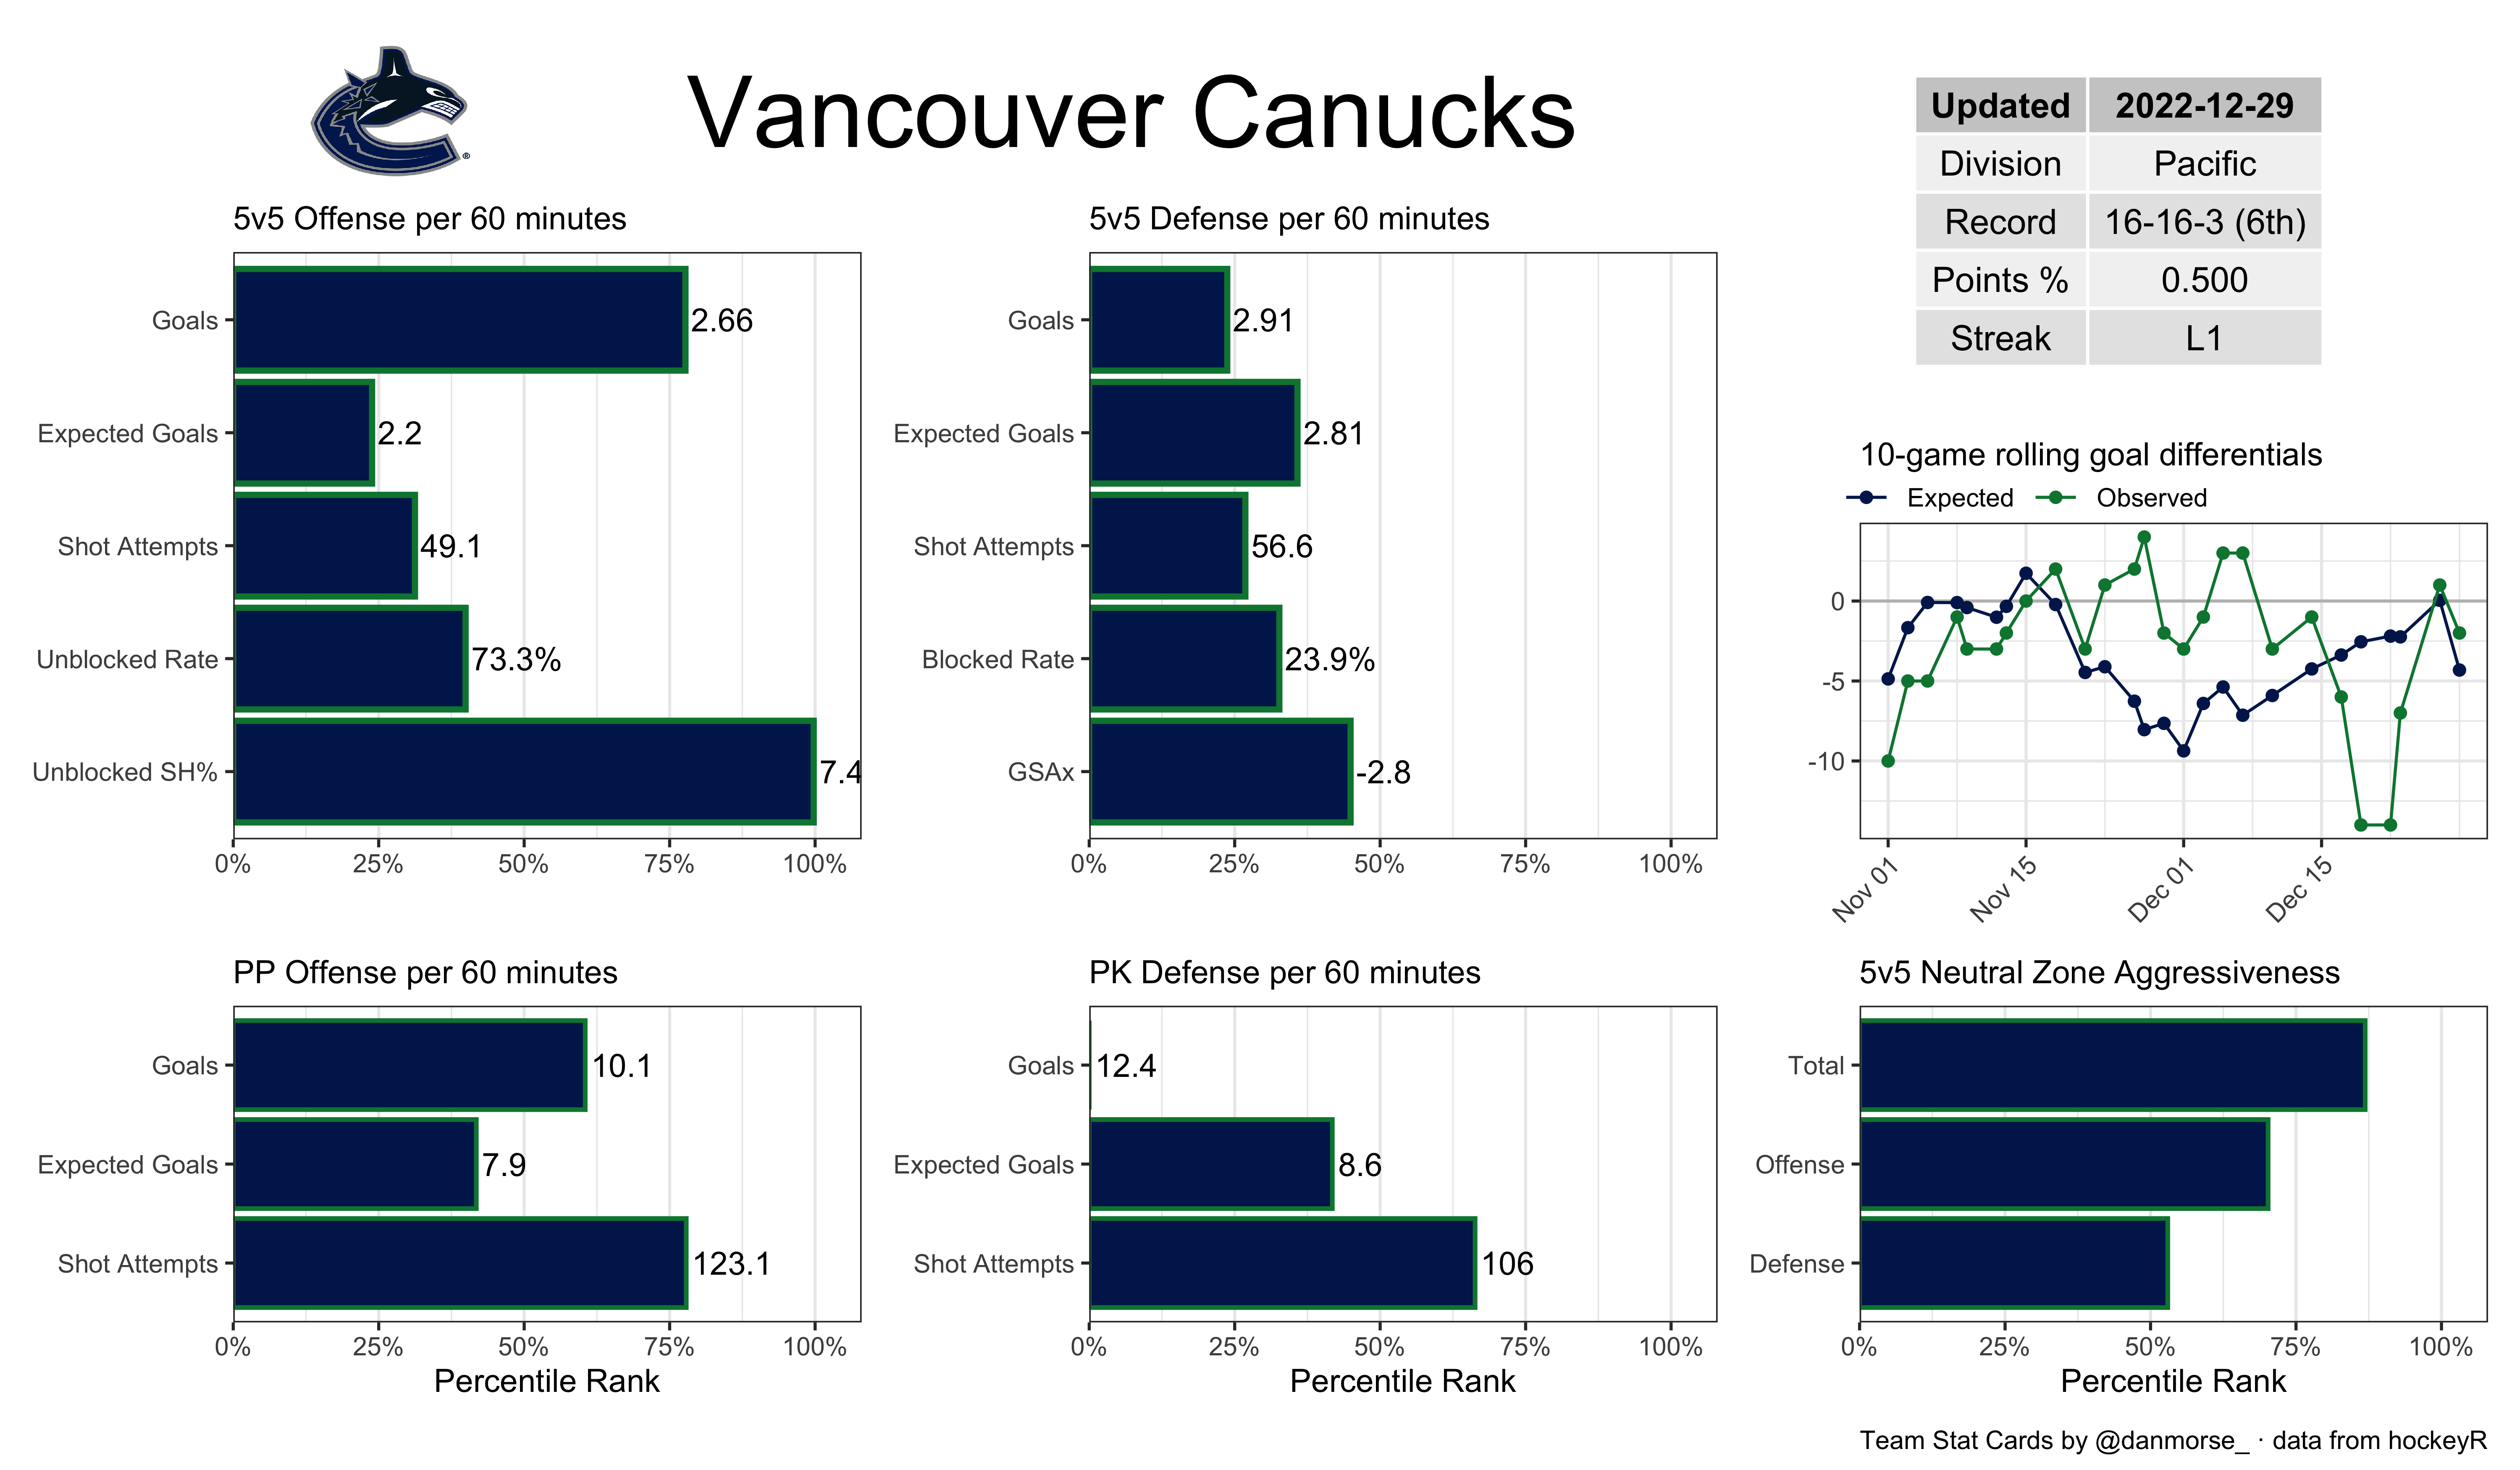 Vancouver Canucks
Updated 2022-12-29
Division Pacific
Record 16-16-3 (6th)
Points % 0.500
Streak L1
5v5 Offense per 60 minutes
Goals 2.66
Expected Goals 2.2
Shot Attempts 49.1
Unblocked Rate 73.3%
Unblocked SH% 7.4
0% 25% 50% 75% 100%
5v5 Defense per 60 minutes
Goals 2.91
Expected Goals 2.81
Shot Attempts 56.6
Blocked Rate 23.9%
GSAx -2.8
0% 25% 50% 75% 100%
10-game rolling goal differentials
Expected Observed
0
-5
-10
Nov 01 Nov 15 Dec 01 Dec 15
PP Offense per 60 minutes
Goals 10.1
Expected Goals 7.9
Shot Attempts 123.1
0% 25% 50% 75% 100%
Percentile Rank
PK Defense per 60 minutes
Goals 12.4
Expected Goals 8.6
Shot Attempts 106
0% 25% 50% 75% 100%
Percentile Rank
5v5 Neutral Zone Aggressiveness
Total
Offense
Defense
0% 25% 50% 75% 100%
Percentile Rank
Team Stat Cards by @danmorse_ · data from hockeyR